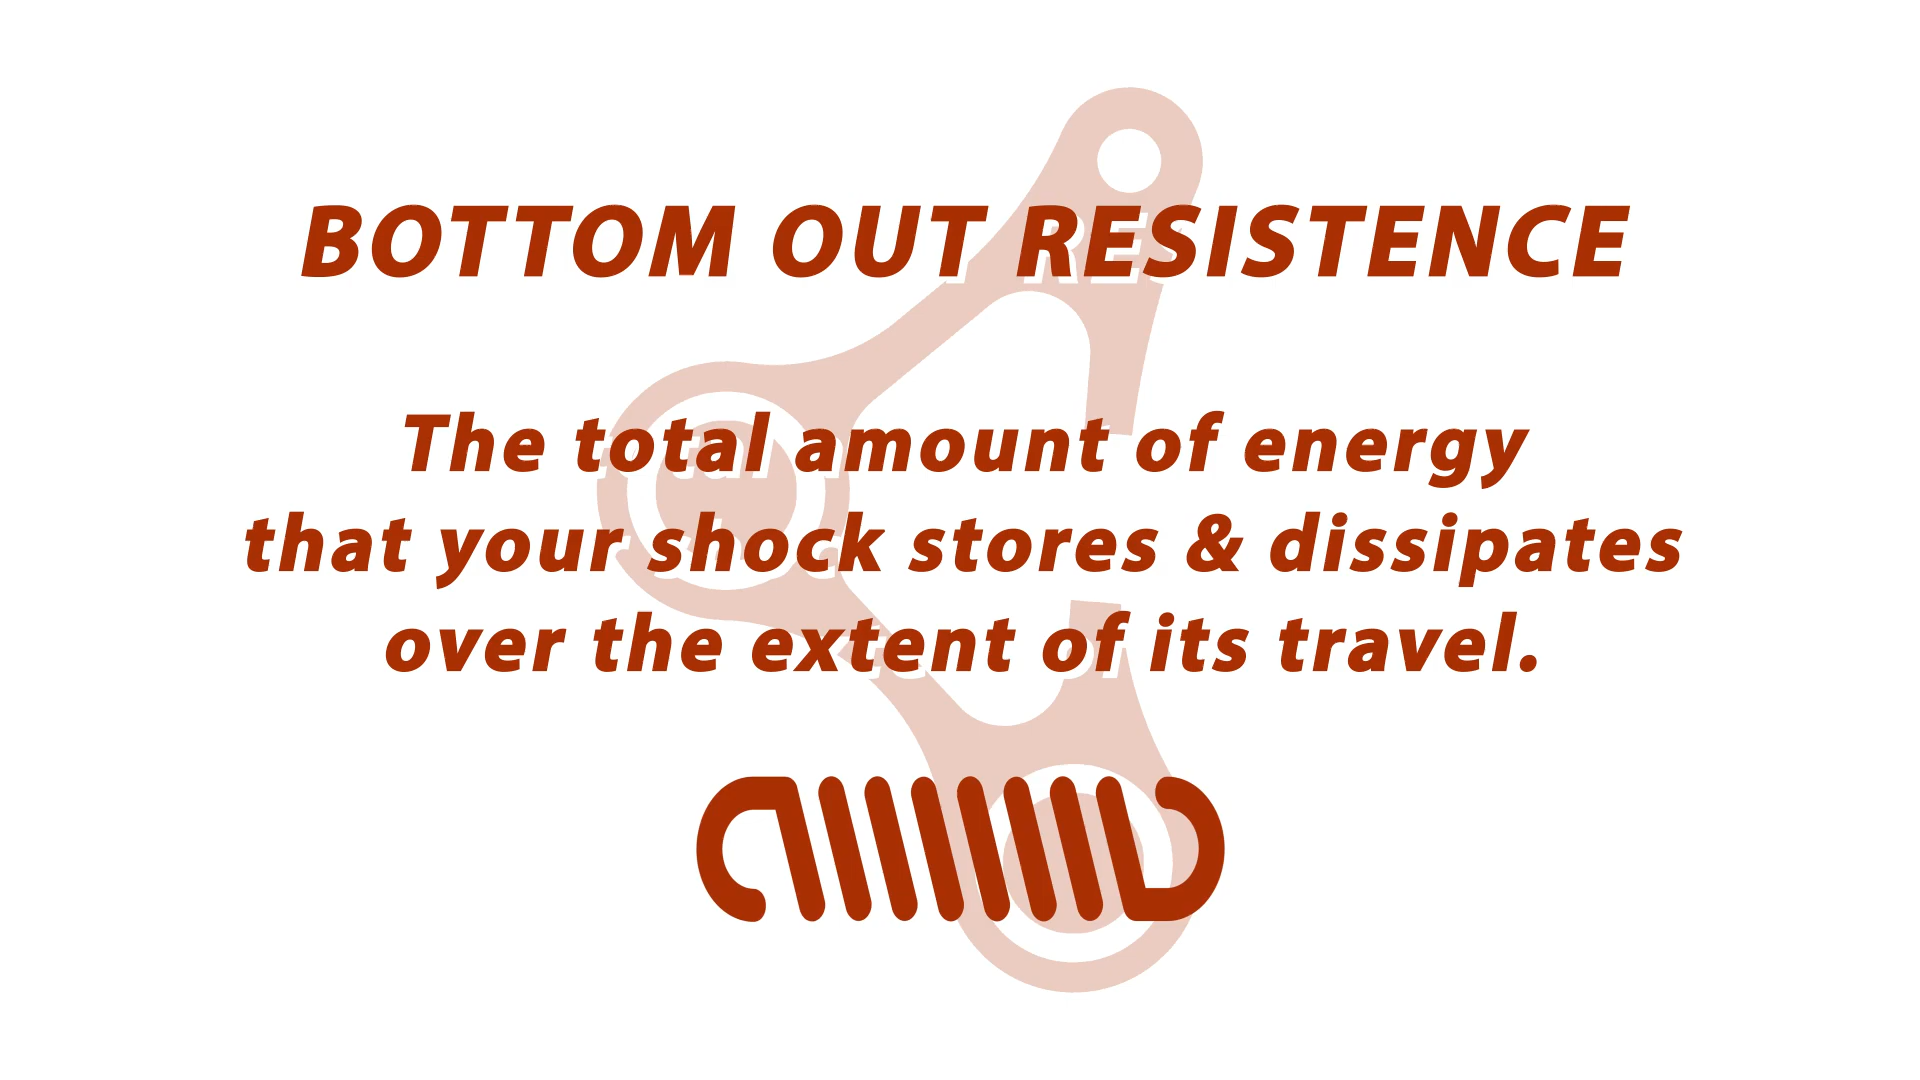 BOTTOM OUT RESISTENCE
The total amount of energy
that your shock stores & dissipates
over the extent of its travel.